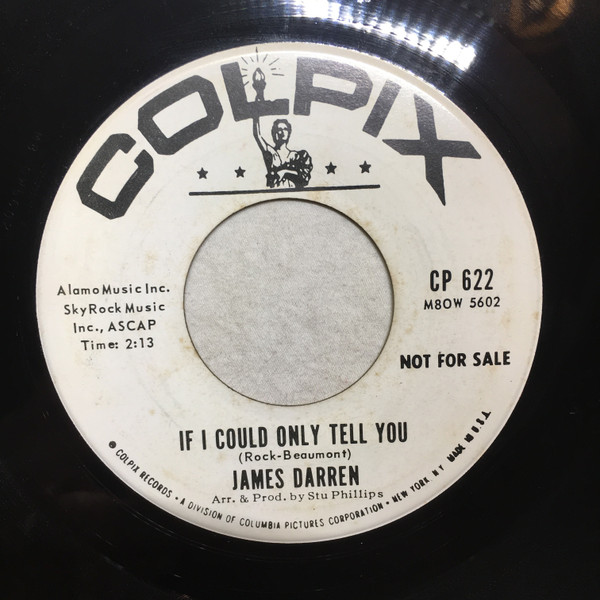 COLPIX
Alamo Music Inc.
SkyRock Music
Inc., ASCAP
Time: 2:13
CP 622
M8OW 5602
NOT FOR SALE
IF I COULD ONLY TELL YOU
(Rock-Beaumont)
JAMES DARREN
Arr. & Prod. by Stu Phillips
COLPIX RECORDS • A DIVISION OF COLUMBIA PICTURES CORPORATION • NEW YORK NY MADE IN U.S.A.